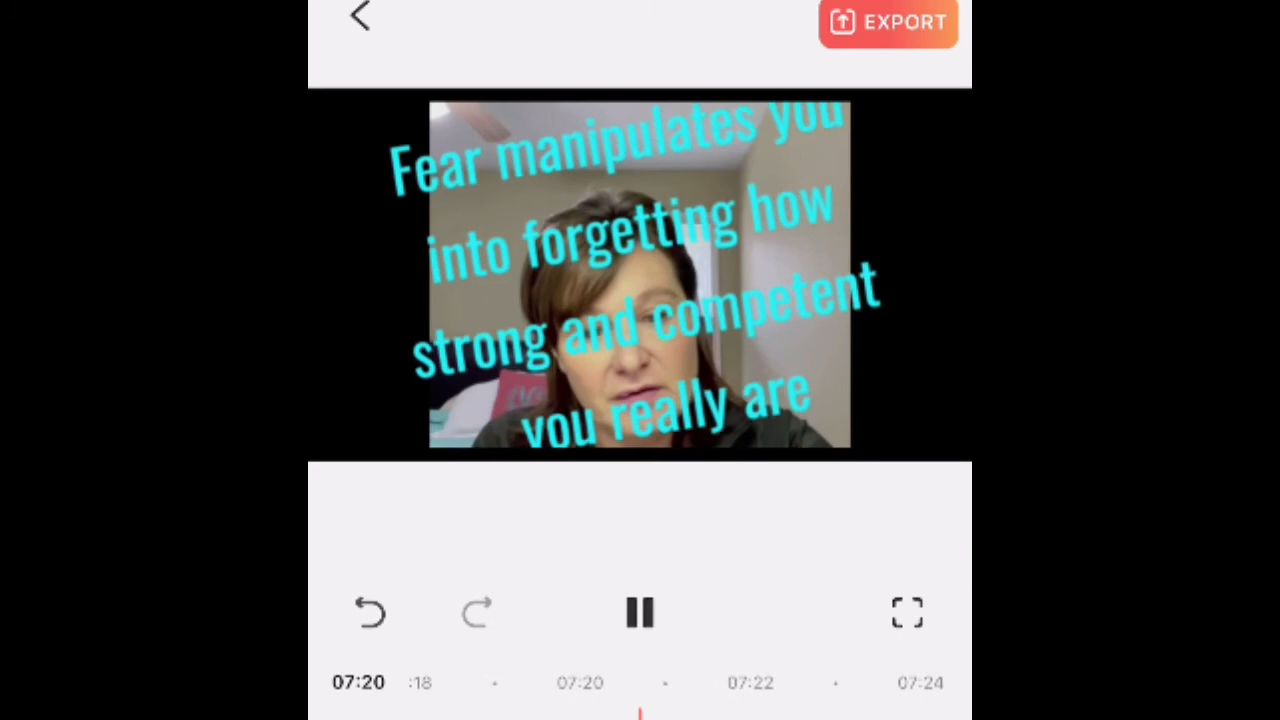 EXPORT
Fear manipulates you
into forgetting how
strong and competent
you really are
07:20 :18 07:20 07:22 07:24